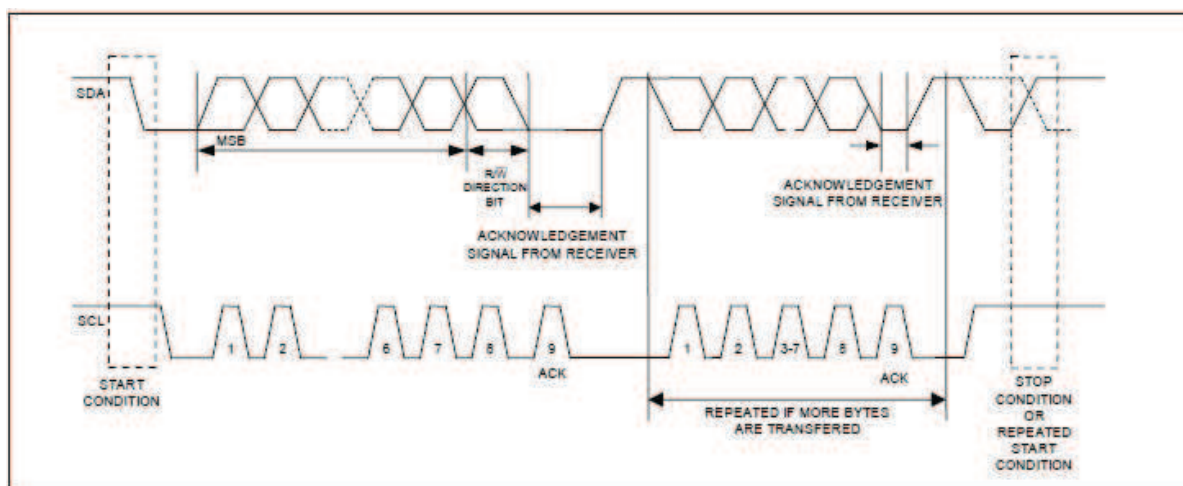 SDA
MSB
R/W
DIRECTION
BIT
ACKNOWLEDGEMENT
SIGNAL FROM RECEIVER
ACKNOWLEDGEMENT
SIGNAL FROM RECEIVER
SCL
1 2 6 7 8 9 1 2 3-7 8 9
ACK ACK
START
CONDITION
REPEATED IF MORE BYTES
ARE TRANSFERED
STOP
CONDITION
OR
REPEATED
START
CONDITION